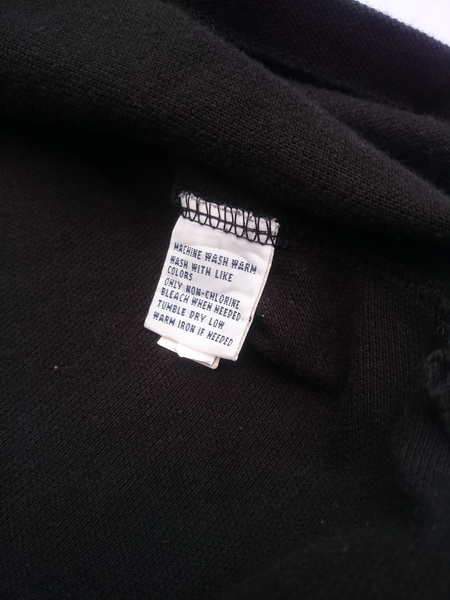 MACHINE WASH WARM
WASH WITH LIKE
COLORS
ONLY NON-CHLORINE
BLEACH WHEN NEEDED
TUMBLE DRY LOW
WARM IRON IF NEEDED